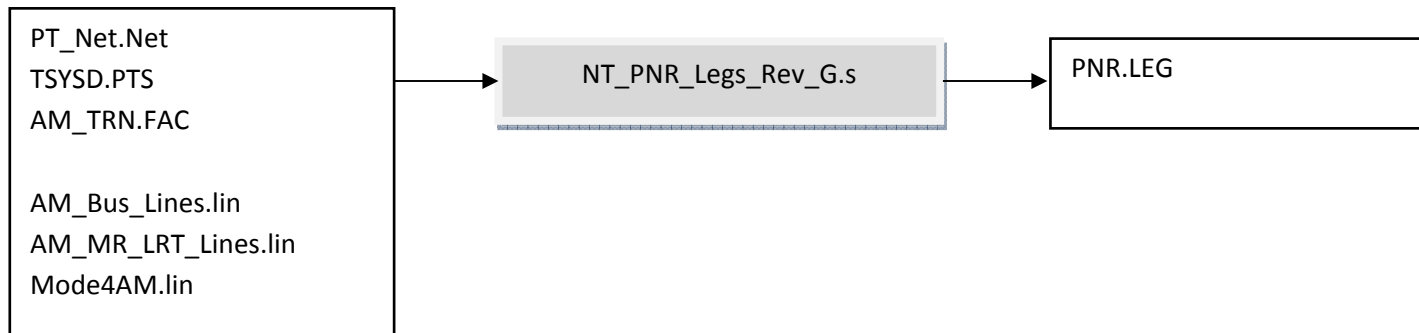 PT_Net.Net
TSYSD.PTS
AM_TRN.FAC
AM_Bus_Lines.lin
AM_MR_LRT_Lines.lin
Mode4AM.lin
NT_PNR_Legs_Rev_G.s
PNR.LEG